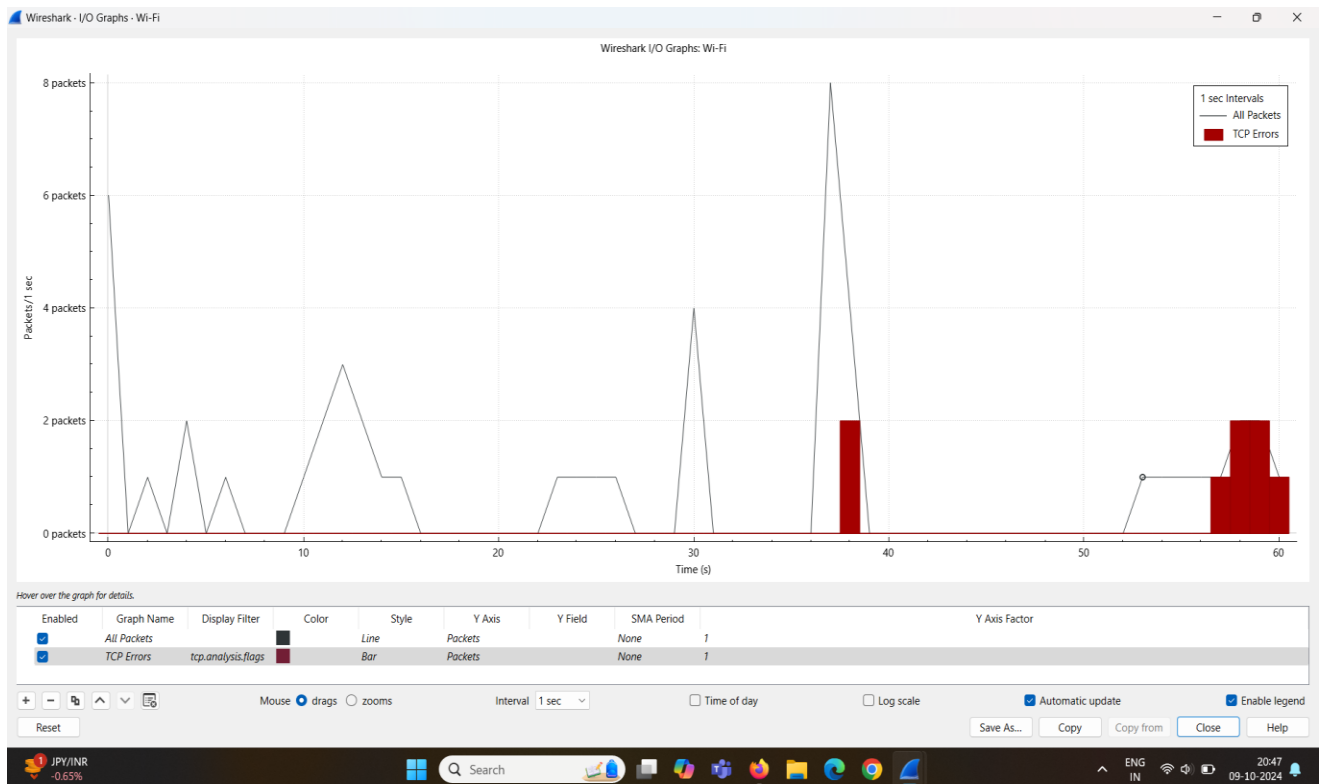 Wireshark · I/O Graphs · Wi-Fi
Wireshark I/O Graphs: Wi-Fi
8 packets
6 packets
4 packets
2 packets
0 packets
Packets/1 sec
1 sec Intervals
All Packets
TCP Errors
0 10 20 30 40 50 60
Time (s)
Hover over the graph for details.
Enabled Graph Name Display Filter Color Style Y Axis Y Field SMA Period Y Axis Factor
All Packets Line Packets None 1
TCP Errors tcp.analysis.flags Bar Packets None 1
Mouse drags zooms Interval 1 sec Time of day Log scale Automatic update Enable legend
Reset Save As... Copy Copy from Close Help
1 JPY/INR
-0.65%
Search
ENG
IN
20:47
09-10-2024